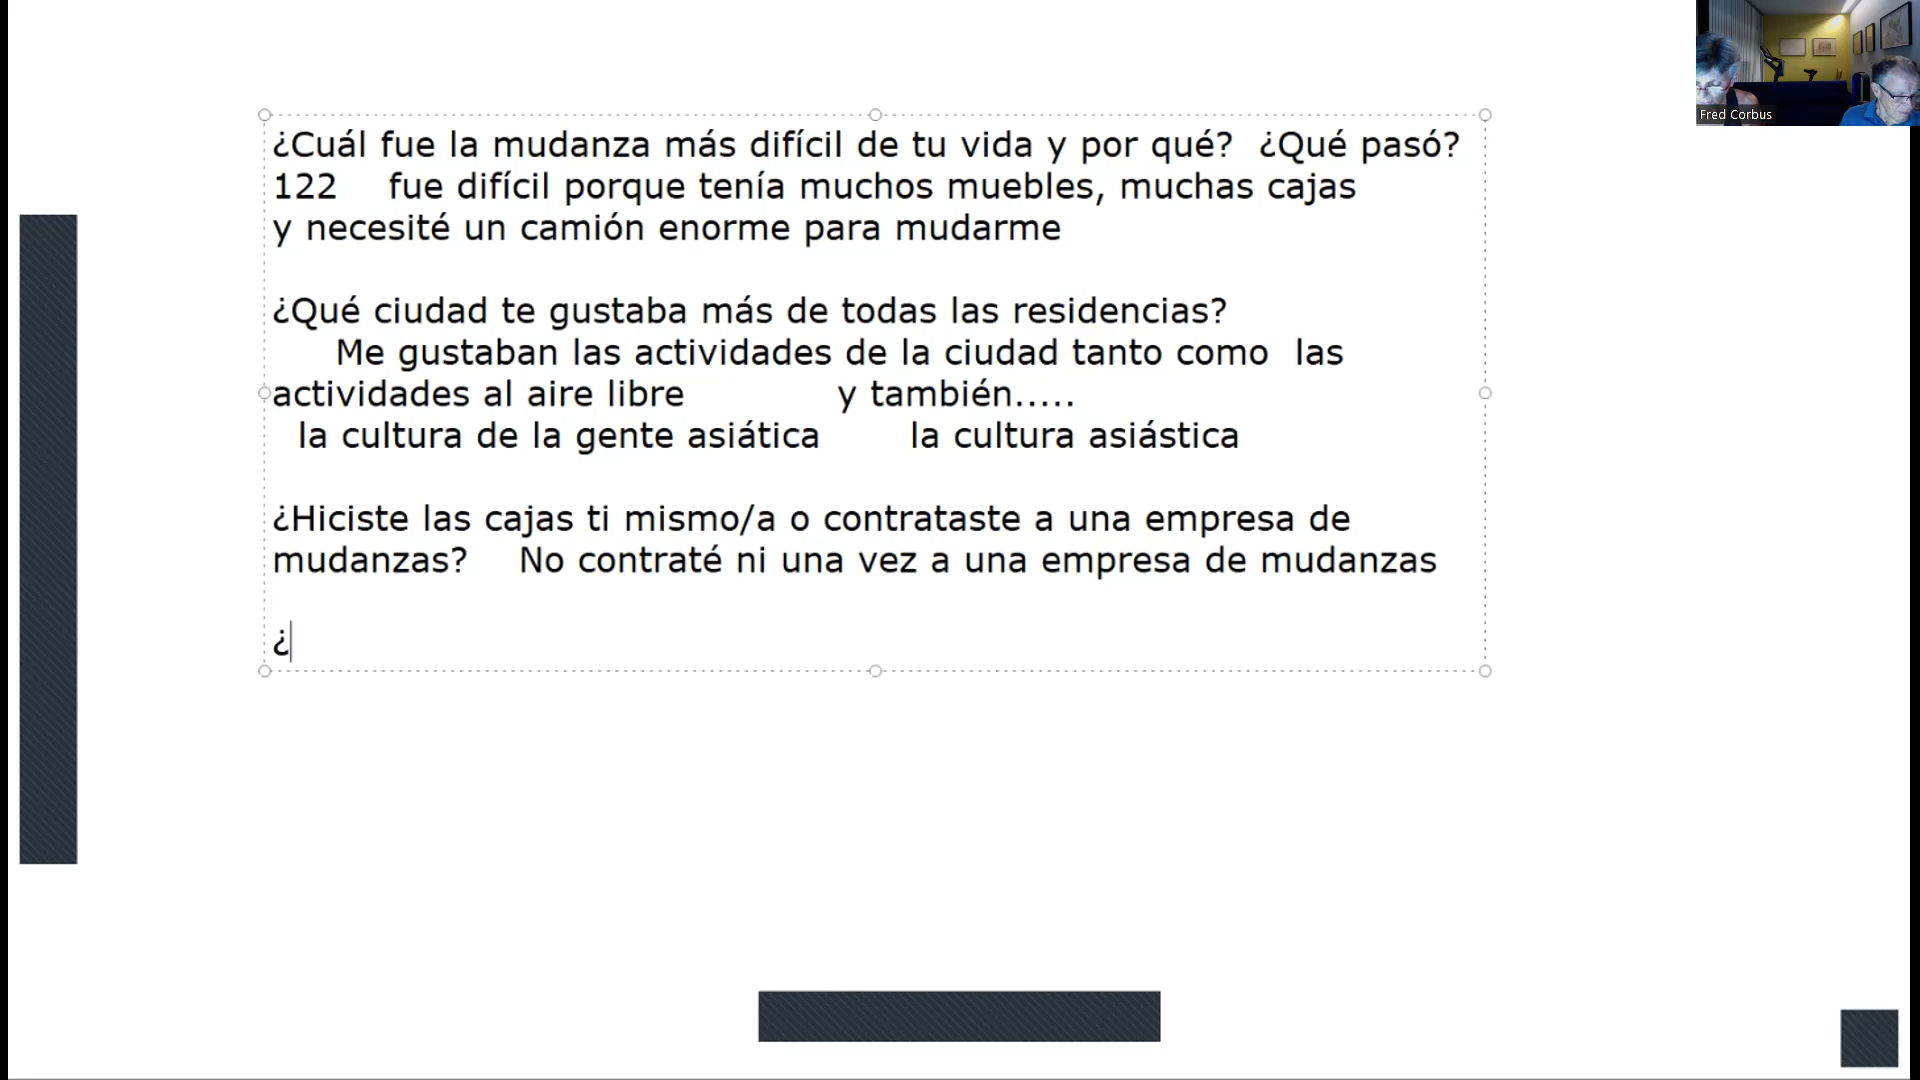 ¿Cuál fue la mudanza más difícil de tu vida y por qué? ¿Qué pasó?
122 fue difícil porque tenía muchos muebles, muchas cajas
y necesité un camión enorme para mudarme
¿Qué ciudad te gustaba más de todas las residencias?
Me gustaban las actividades de la ciudad tanto como las
actividades al aire libre y también.....
la cultura de la gente asiática la cultura asiástica
¿Hiciste las cajas ti mismo/a o contrataste a una empresa de
mudanzas? No contraté ni una vez a una empresa de mudanzas
¿
Fred Corbus